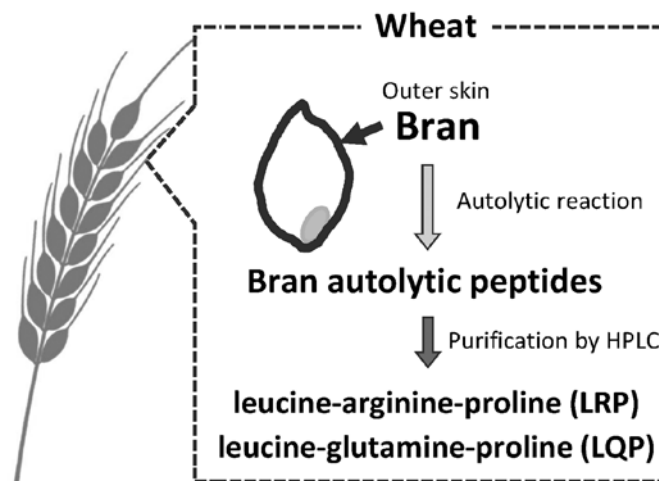 Wheat
Outer skin
Bran
Autolytic reaction
Bran autolytic peptides
Purification by HPLC
leucine-arginine-proline (LRP)
leucine-glutamine-proline (LQP)